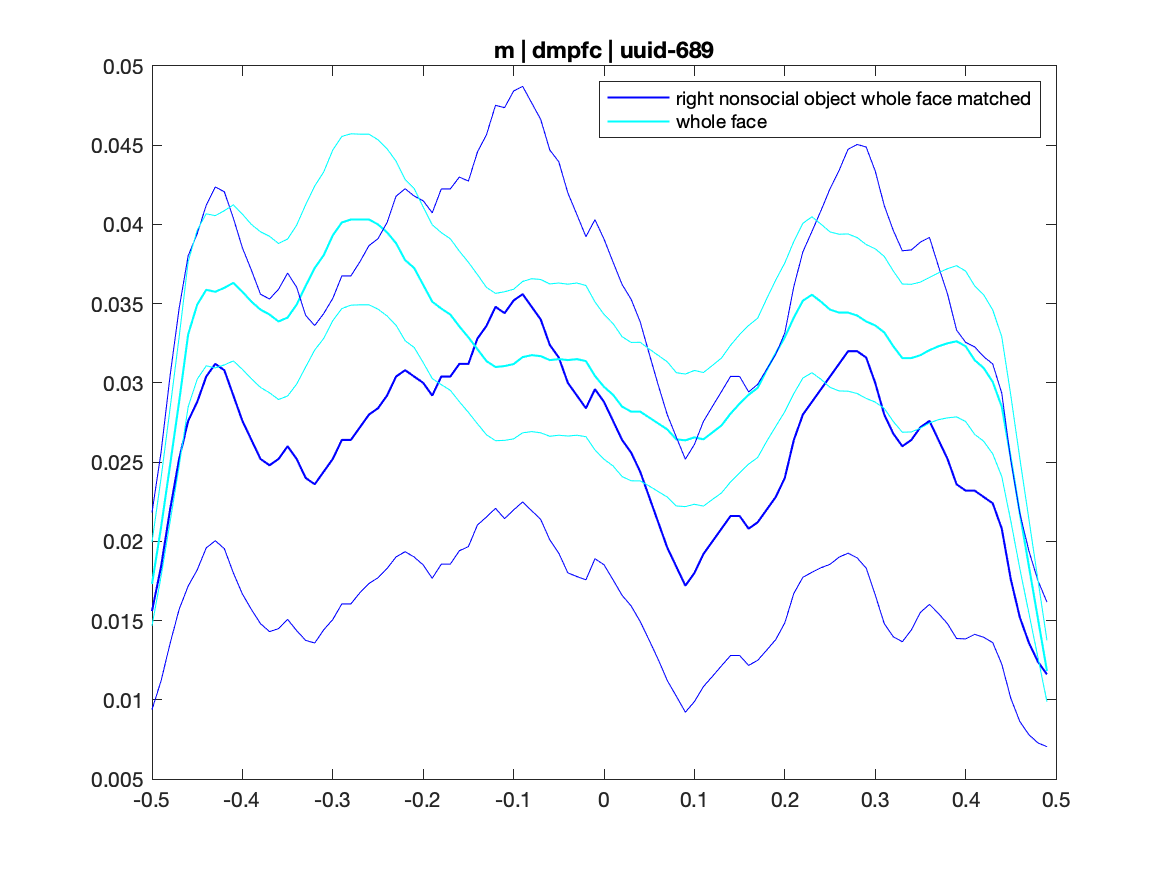 m | dmpfc | uuid-689
right nonsocial object whole face matched
whole face
0.05
0.045
0.04
0.035
0.03
0.025
0.02
0.015
0.01
0.005
-0.5 -0.4 -0.3 -0.2 -0.1 0 0.1 0.2 0.3 0.4 0.5